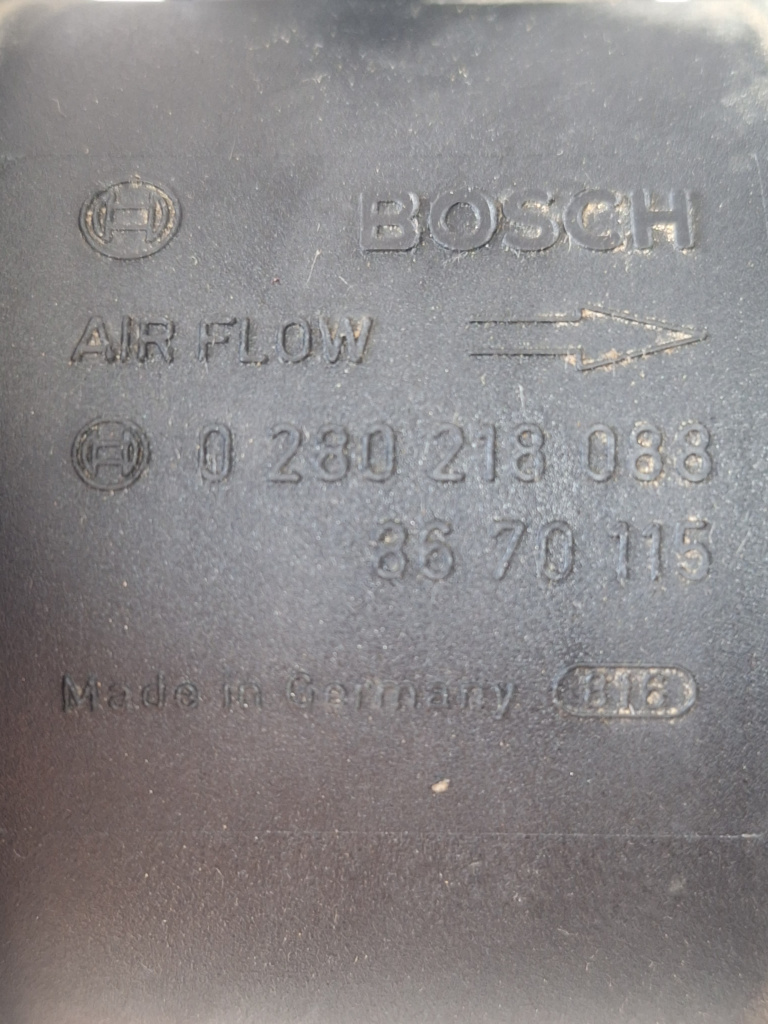 BOSCH
AIR FLOW
0 280 218 088
86 70 115
Made in Germany 816